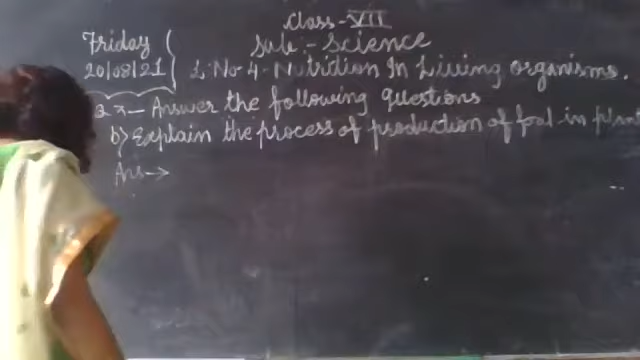 Class - VII
Friday
Sub :- Science
20/08/21
L.No 4 - Nutrition In Living organisms.
2 x - Answer the following questions
b) Explain the process of production of food in plant
Ans ->